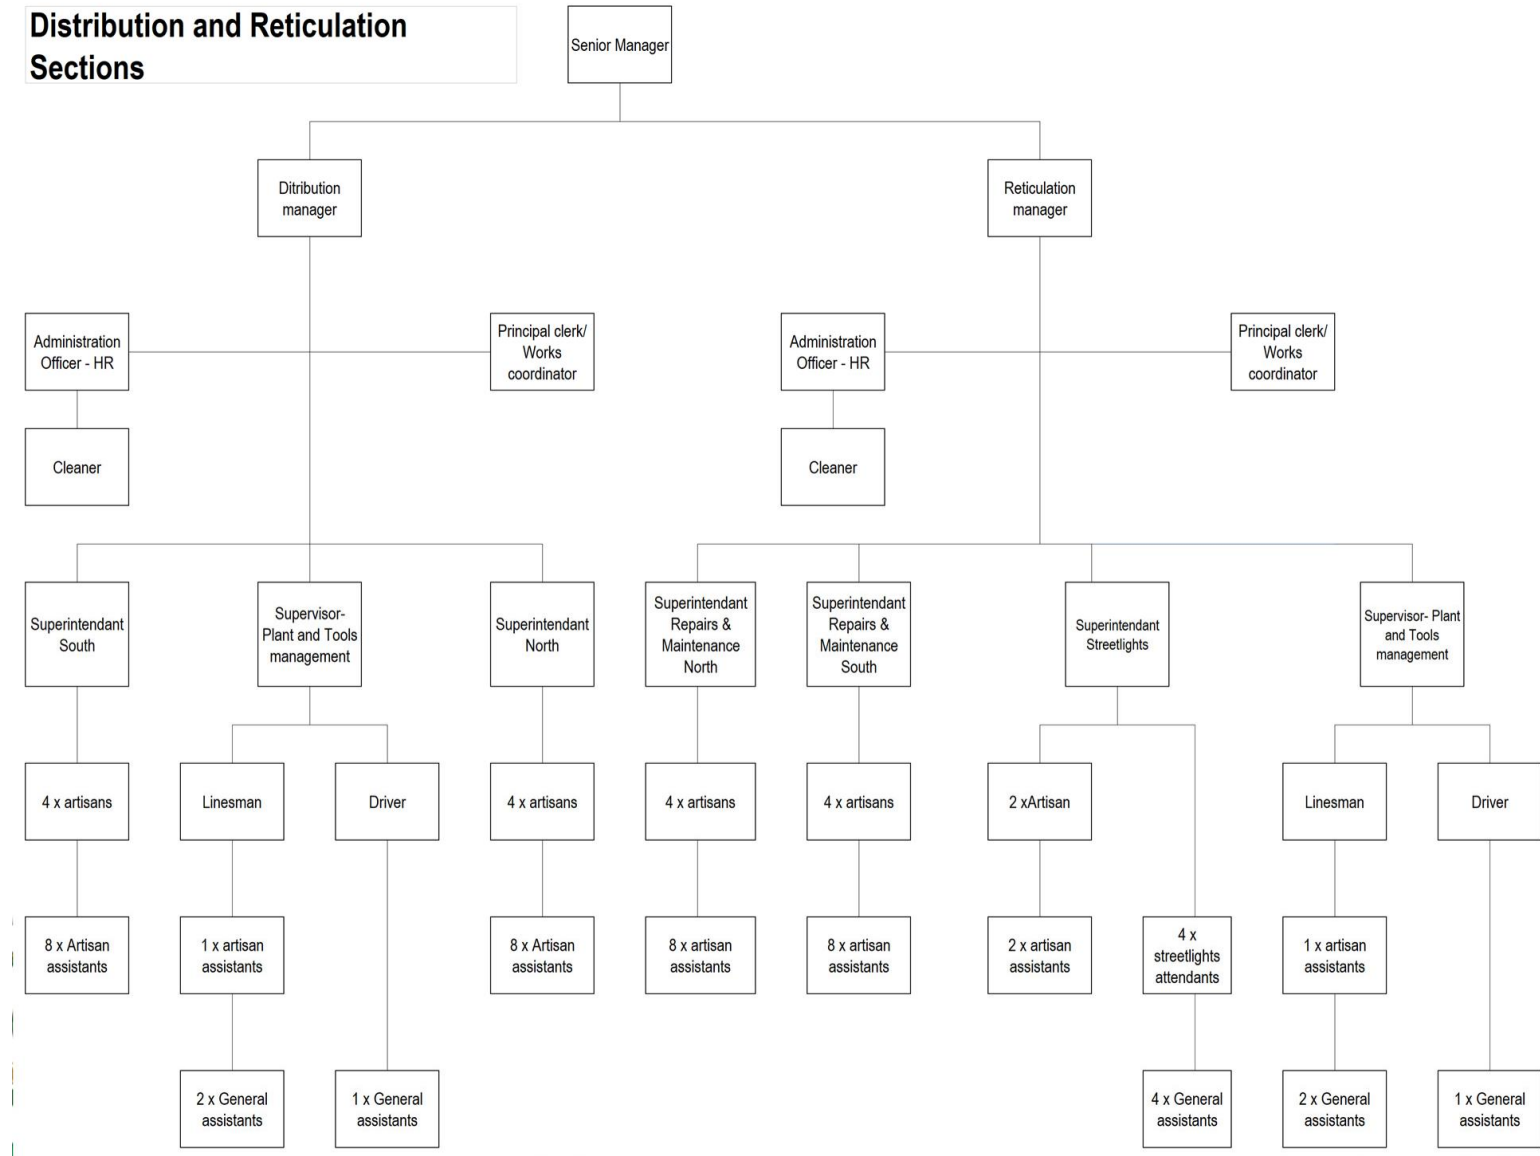 Distribution and Reticulation
Sections
Senior Manager
Ditribution
manager
Reticulation
manager
Administration
Officer - HR
Principal clerk/
Works
coordinator
Administration
Officer - HR
Principal clerk/
Works
coordinator
Cleaner
Cleaner
Superintendant
South
Supervisor-
Plant and Tools
management
Superintendant
North
Superintendant
Repairs &
Maintenance
North
Superintendant
Repairs &
Maintenance
South
Superintendant
Streetlights
Supervisor- Plant
and Tools
management
4 x artisans
Linesman
Driver
4 x artisans
4 x artisans
4 x artisans
2 xArtisan
Linesman
Driver
8 x Artisan
assistants
1 x artisan
assistants
8 x Artisan
assistants
8 x artisan
assistants
8 x artisan
assistants
2 x artisan
assistants
4 x
streetlights
attendants
1 x artisan
assistants
2 x General
assistants
1 x General
assistants
4 x General
assistants
2 x General
assistants
1 x General
assistants